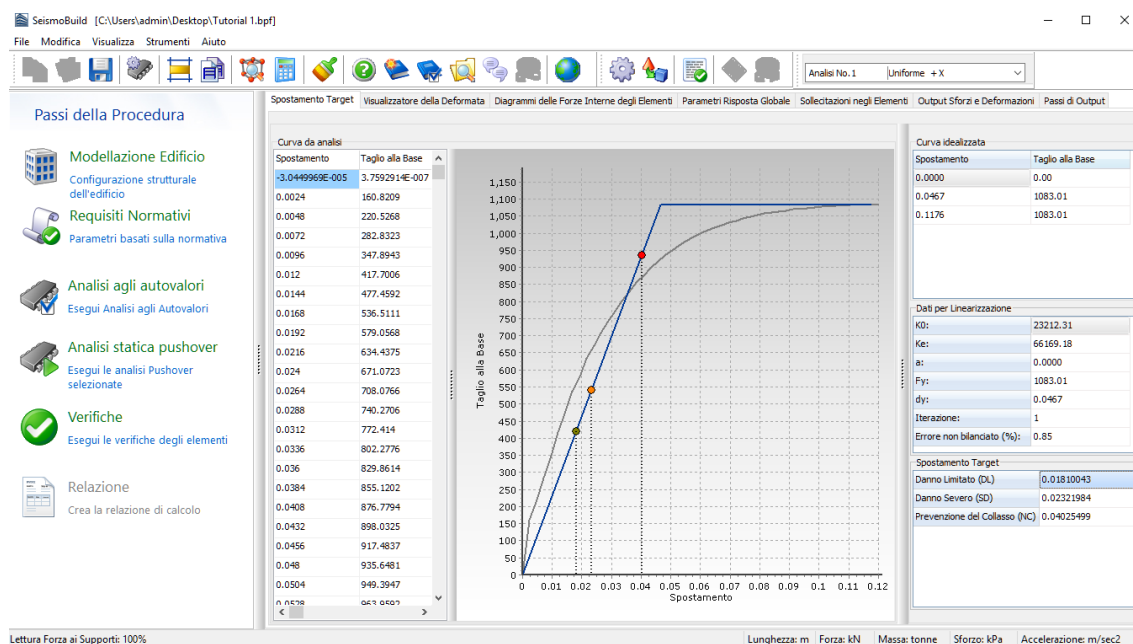 SeismoBuild [C:\Users\admin\Desktop\Tutorial 1.bpf]
File Modifica Visualizza Strumenti Aiuto
Analisi No.1 Uniforme +X
Passi della Procedura
Modellazione Edificio
Configurazione strutturale
dell'edificio
Requisiti Normativi
Parametri basati sulla normativa
Analisi agli autovalori
Esegui Analisi agli Autovalori
Analisi statica pushover
Esegui le analisi Pushover
selezionate
Verifiche
Esegui le verifiche degli elementi
Relazione
Crea la relazione di calcolo
Spostamento Target Visualizzatore della Deformata Diagrammi delle Forze Interne degli Elementi Parametri Risposta Globale Sollecitazioni negli Elementi Output Sforzi e Deformazioni Passi di Output
Curva da analisi
Spostamento Taglio alla Base
-3.0449969E-005 3.7592914E-007
0.0024 160.8209
0.0048 220.5268
0.0072 282.8323
0.0096 347.8943
0.012 417.7006
0.0144 477.4592
0.0168 536.5111
0.0192 579.0568
0.0216 634.4375
0.024 671.0723
0.0264 708.0766
0.0288 740.2706
0.0312 772.414
0.0336 802.2776
0.036 829.8614
0.0384 855.1202
0.0408 876.7794
0.0432 898.0325
0.0456 917.4837
0.048 935.6481
0.0504 949.3947
0.0528 963.9592
Taglio alla Base
1,150
1,100
1,050
1,000
950
900
850
800
750
700
650
600
550
500
450
400
350
300
250
200
150
100
50
0
0 0.01 0.02 0.03 0.04 0.05 0.06 0.07 0.08 0.09 0.1 0.11 0.12
Spostamento
Curva idealizzata
Spostamento Taglio alla Base
0.0000 0.00
0.0467 1083.01
0.1176 1083.01
Dati per Linearizzazione
K0: 23212.31
Ke: 66169.18
a: 0.0000
Fy: 1083.01
dy: 0.0467
Iterazione: 1
Errore non bilanciato (%): 0.85
Spostamento Target
Danno Limitato (DL) 0.01810043
Danno Severo (SD) 0.02321984
Prevenzione del Collasso (NC) 0.04025499
Lettura Forza ai Supporti: 100%
Lunghezza: m Forza: kN Massa: tonne Sforzo: kPa Accelerazione: m/sec2